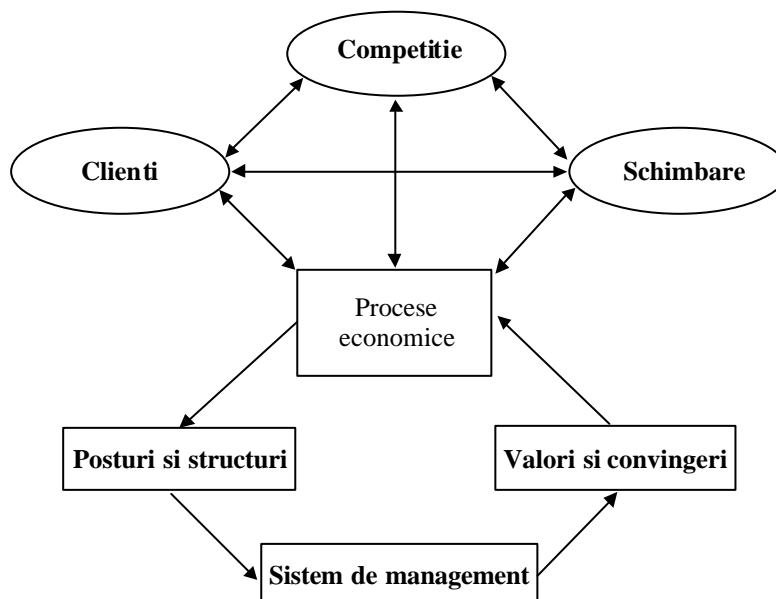 Competitie
Clienti
Schimbare
Procese
economice
Posturi si structuri
Valori si convingeri
Sistem de management